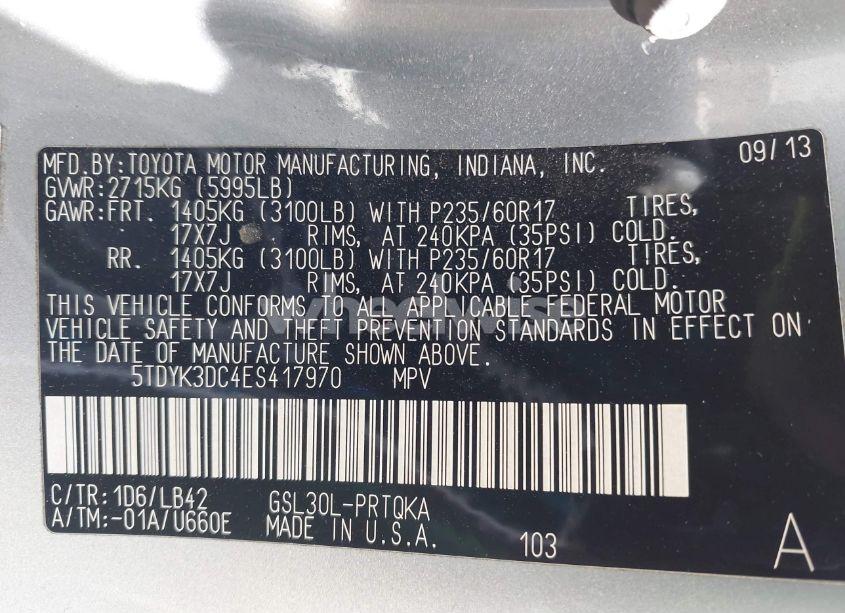 MFD.BY:TOYOTA MOTOR MANUFACTURING, INDIANA, INC. 09/13
GVWR:2715KG (5995LB)
GAWR:FRT. 1405KG (3100LB) WITH P235/60R17 TIRES,
17X7J RIMS, AT 240KPA (35PSI) COLD.
RR. 1405KG (3100LB) WITH P235/60R17 TIRES,
17X7J RIMS, AT 240KPA (35PSI) COLD.
THIS VEHICLE CONFORMS TO ALL APPLICABLE FEDERAL MOTOR
VEHICLE SAFETY AND THEFT PREVENTION STANDARDS IN EFFECT ON
THE DATE OF MANUFACTURE SHOWN ABOVE.
5TDYK3DC4ES417970 MPV
C/TR:1D6/LB42 GSL30L-PRTQKA
A/TM:-01A/U660E MADE IN U.S.A. 103 A